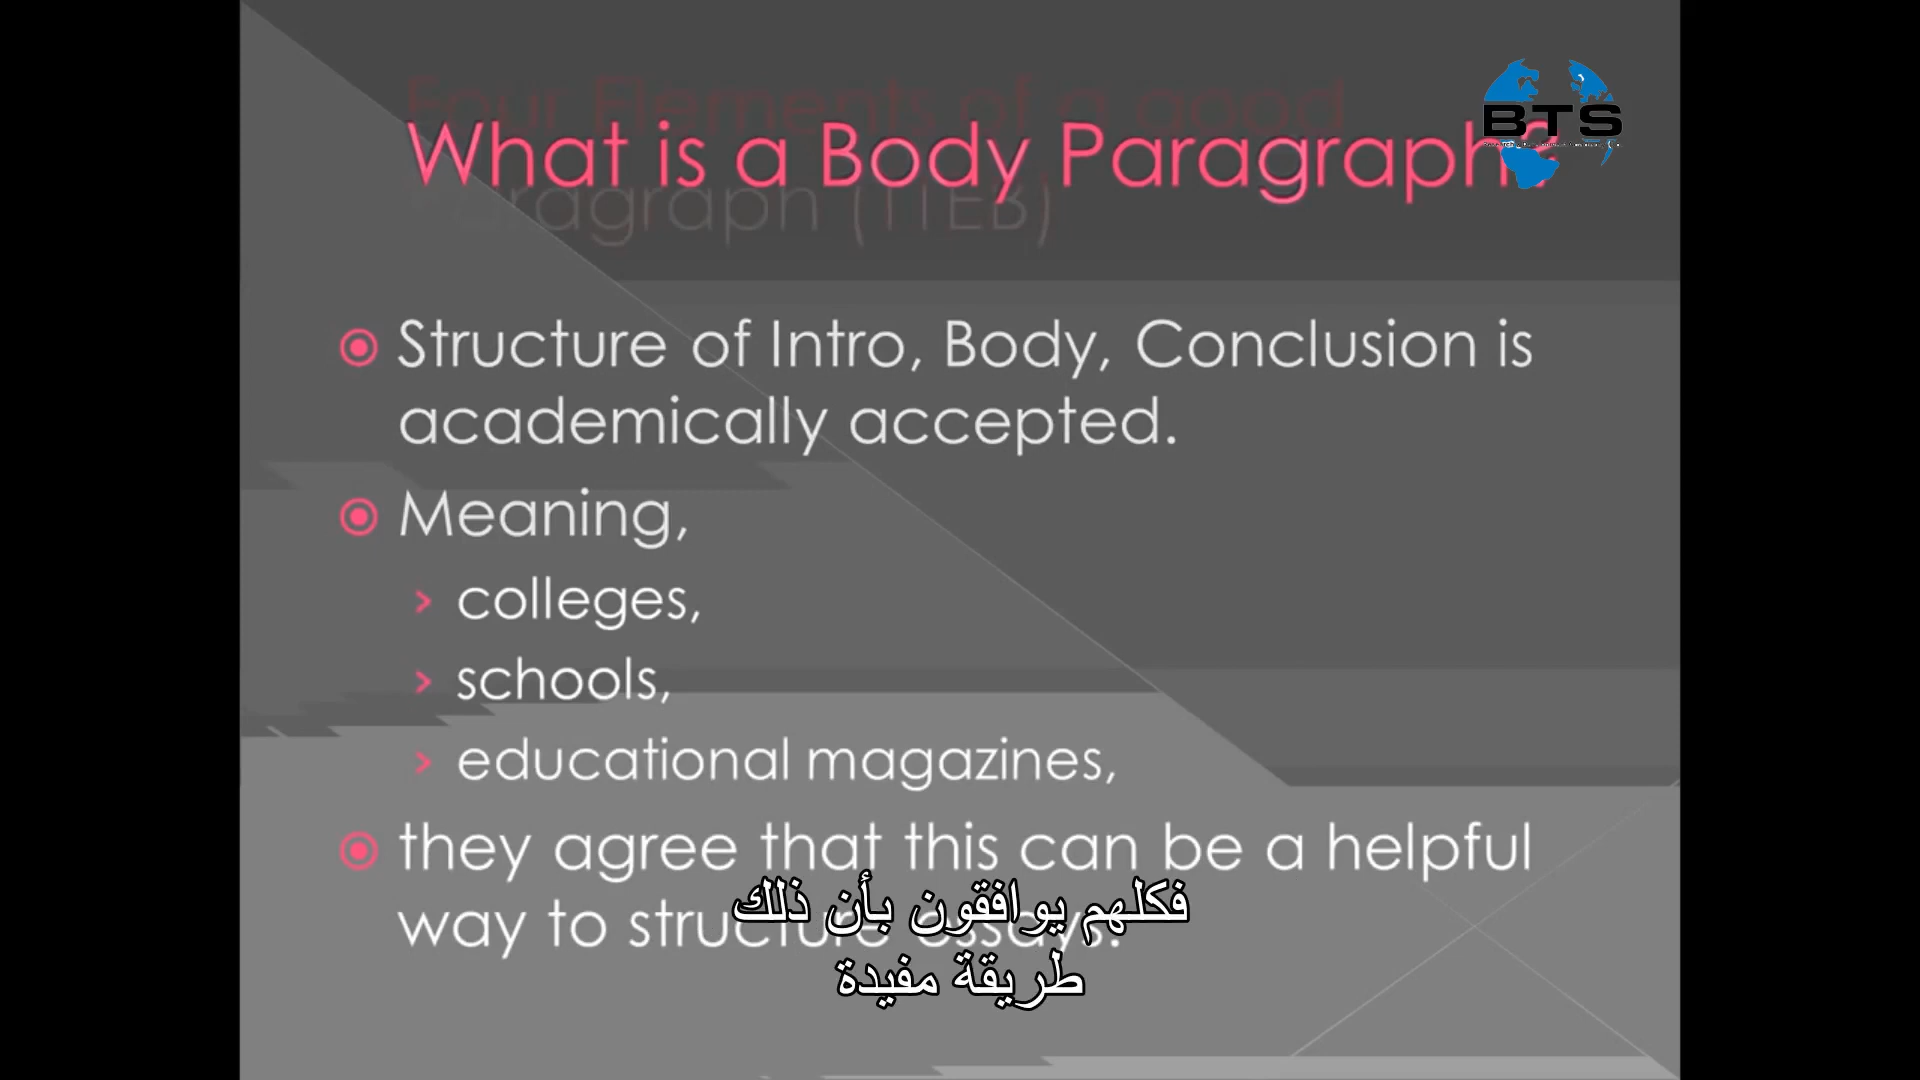 Four Elements of a good
What is a Body Paragraph?
Paragraph (TTEB)
BTS
Structure of Intro, Body, Conclusion is
academically accepted.
Meaning,
colleges,
schools,
educational magazines,
they agree that this can be a helpful
way to structure essays.
فكلهم يوافقون بأن ذلك
طريقة مفيدة